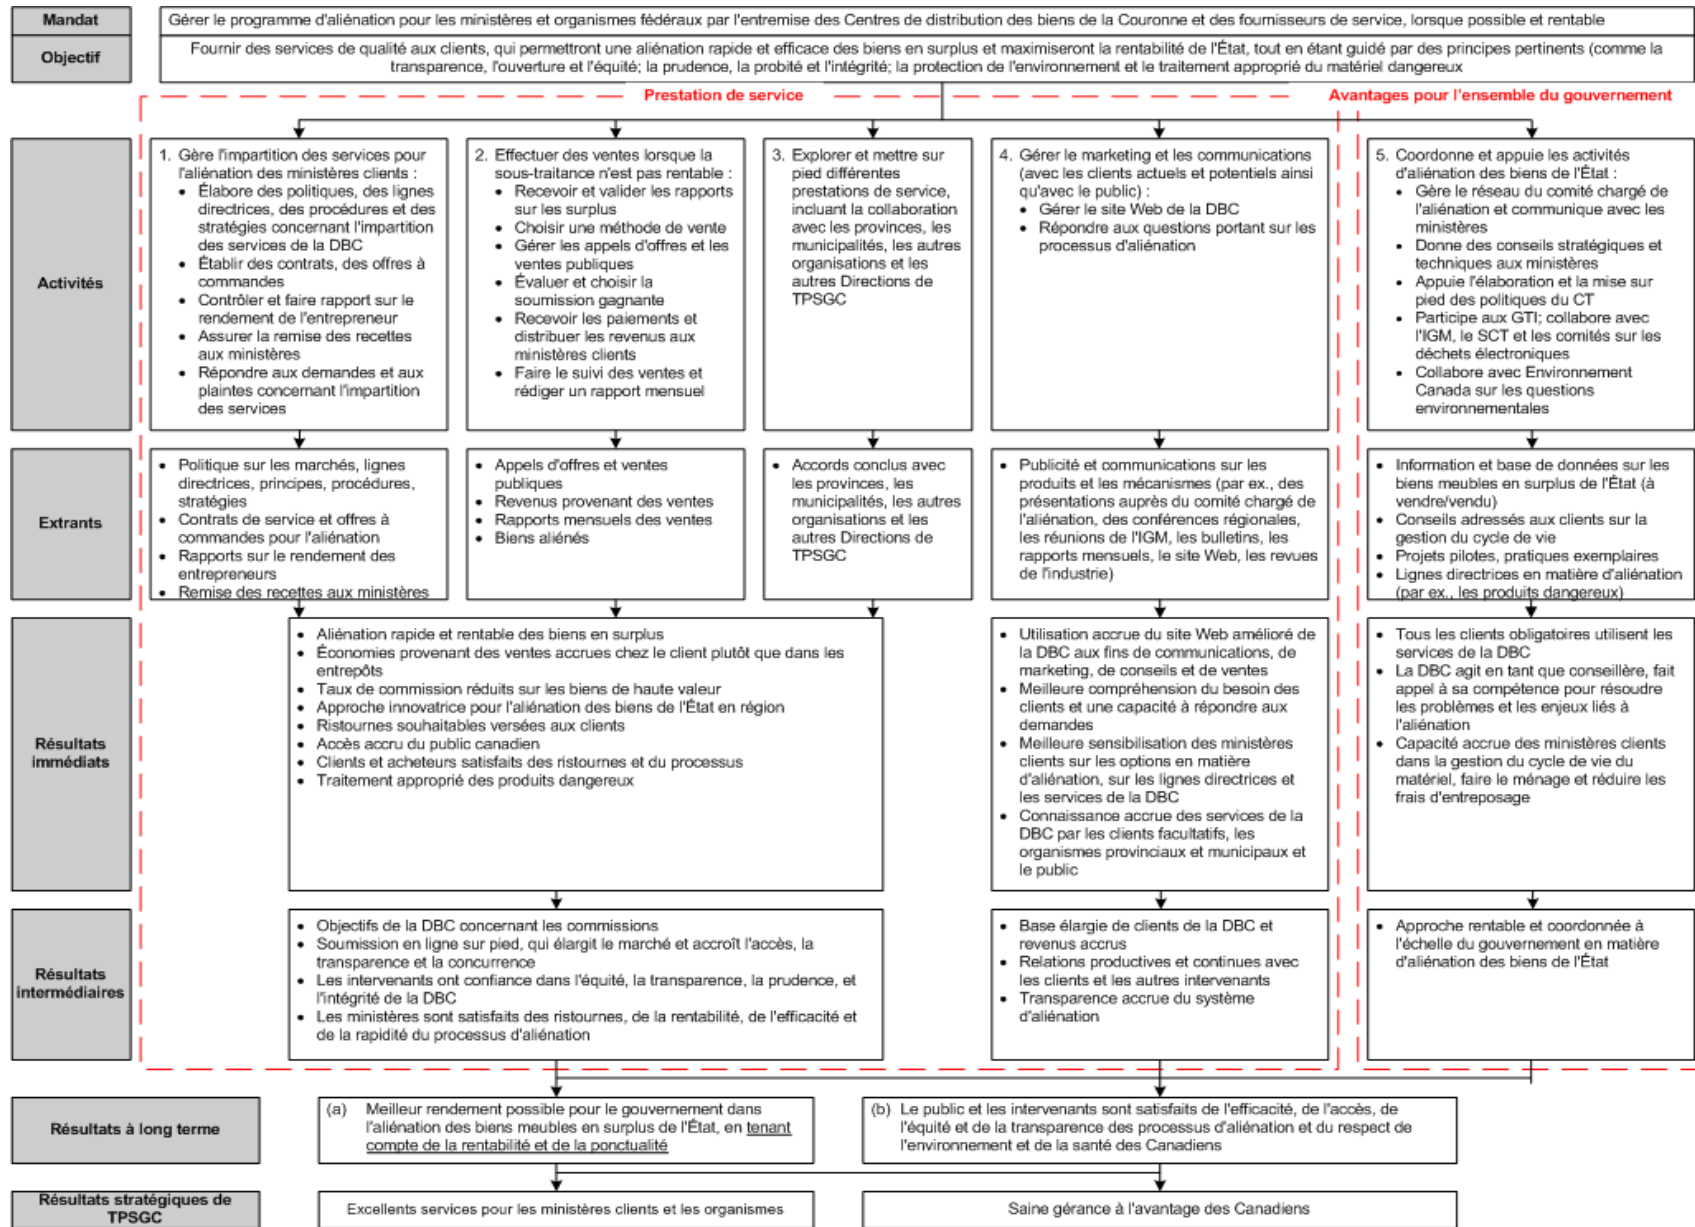 Mandat
Gérer le programme d'aliénation pour les ministères et organismes fédéraux par l'entremise des Centres de distribution des biens de la Couronne et des fournisseurs de service, lorsque possible et rentable
Objectif
Fournir des services de qualité aux clients, qui permettront une aliénation rapide et efficace des biens en surplus et maximiseront la rentabilité de l'État, tout en étant guidé par des principes pertinents (comme la
transparence, l'ouverture et l'équité; la prudence, la probité et l'intégrité; la protection de l'environnement et le traitement approprié du matériel dangereux
Prestation de service
Avantages pour l'ensemble du gouvernement
Activités
1. Gère l'impartition des services pour
l'aliénation des ministères clients :
• Élabore des politiques, des lignes
directrices, des procédures et des
stratégies concernant l'impartition
des services de la DBC
• Établir des contrats, des offres à
commandes
• Contrôler et faire rapport sur le
rendement de l'entrepreneur
• Assurer la remise des recettes
aux ministères
• Répondre aux demandes et aux
plaintes concernant l'impartition
des services
2. Effectuer des ventes lorsque la
sous-traitance n'est pas rentable :
• Recevoir et valider les rapports
sur les surplus
• Choisir une méthode de vente
• Gérer les appels d'offres et les
ventes publiques
• Évaluer et choisir la
soumission gagnante
• Recevoir les paiements et
distribuer les revenus aux
ministères clients
• Faire le suivi des ventes et
rédiger un rapport mensuel
3. Explorer et mettre sur
pied différentes
prestations de service,
incluant la collaboration
avec les provinces, les
municipalités, les autres
organisations et les
autres Directions de
TPSGC
4. Gérer le marketing et les communications
(avec les clients actuels et potentiels ainsi
qu'avec le public) :
• Gérer le site Web de la DBC
• Répondre aux questions portant sur les
processus d'aliénation
5. Coordonne et appuie les activités
d'aliénation des biens de l'État :
• Gère le réseau du comité chargé de
l'aliénation et communique avec les
ministères
• Donne des conseils stratégiques et
techniques aux ministères
• Appuie l'élaboration et la mise sur
pied des politiques du CT
• Participe aux GTI; collabore avec
l'IGM, le SCT et les comités sur les
déchets électroniques
• Collabore avec Environnement
Canada sur les questions
environnementales
Extrants
• Politique sur les marchés, lignes
directrices, principes, procédures,
stratégies
• Contrats de service et offres à
commandes pour l'aliénation
• Rapports sur le rendement des
entrepreneurs
• Remise des recettes aux ministères
• Appels d'offres et ventes
publiques
• Revenus provenant des ventes
• Rapports mensuels des ventes
• Biens aliénés
• Accords conclus avec
les provinces, les
municipalités, les autres
organisations et les
autres Directions de
TPSGC
• Publicité et communications sur les
produits et les mécanismes (par ex., des
présentations auprès du comité chargé de
l'aliénation, des conférences régionales,
les réunions de l'IGM, les bulletins, les
rapports mensuels, le site Web, les revues
de l'industrie)
• Information et base de données sur les
biens meubles en surplus de l'État (à
vendre/vendu)
• Conseils adressés aux clients sur la
gestion du cycle de vie
• Projets pilotes, pratiques exemplaires
• Lignes directrices en matière d'aliénation
(par ex., les produits dangereux)
Résultats
immédiats
• Aliénation rapide et rentable des biens en surplus
• Économies provenant des ventes accrues chez le client plutôt que dans les
entrepôts
• Taux de commission réduits sur les biens de haute valeur
• Approche innovatrice pour l'aliénation des biens de l'État en région
• Ristournes souhaitables versées aux clients
• Accès accru du public canadien
• Clients et acheteurs satisfaits des ristournes et du processus
• Traitement approprié des produits dangereux
• Utilisation accrue du site Web amélioré de
la DBC aux fins de communications, de
marketing, de conseils et de ventes
• Meilleure compréhension du besoin des
clients et une capacité à répondre aux
demandes
• Meilleure sensibilisation des ministères
clients sur les options en matière
d'aliénation, sur les lignes directrices et
les services de la DBC
• Connaissance accrue des services de la
DBC par les clients facultatifs, les
organismes provinciaux et municipaux et
le public
• Tous les clients obligatoires utilisent les
services de la DBC
• La DBC agit en tant que conseillère, fait
appel à sa compétence pour résoudre
les problèmes et les enjeux liés à
l'aliénation
• Capacité accrue des ministères clients
dans la gestion du cycle de vie du
matériel, faire le ménage et réduire les
frais d'entreposage
Résultats
intermédiaires
• Objectifs de la DBC concernant les commissions
• Soumission en ligne sur pied, qui élargit le marché et accroît l'accès, la
transparence et la concurrence
• Les intervenants ont confiance dans l'équité, la transparence, la prudence, et
l'intégrité de la DBC
• Les ministères sont satisfaits des ristournes, de la rentabilité, de l'efficacité et
de la rapidité du processus d'aliénation
• Base élargie de clients de la DBC et
revenus accrus
• Relations productives et continues avec
les clients et les autres intervenants
• Transparence accrue du système
d'aliénation
• Approche rentable et coordonnée à
l'échelle du gouvernement en matière
d'aliénation des biens de l'État
Résultats à long terme
(a) Meilleur rendement possible pour le gouvernement dans
l'aliénation des biens meubles en surplus de l'État, en tenant
compte de la rentabilité et de la ponctualité
(b) Le public et les intervenants sont satisfaits de l'efficacité, de l'accès, de
l'équité et de la transparence des processus d'aliénation et du respect de
l'environnement et de la santé des Canadiens
Résultats stratégiques de
TPSGC
Excellents services pour les ministères clients et les organismes
Saine gérance à l'avantage des Canadiens